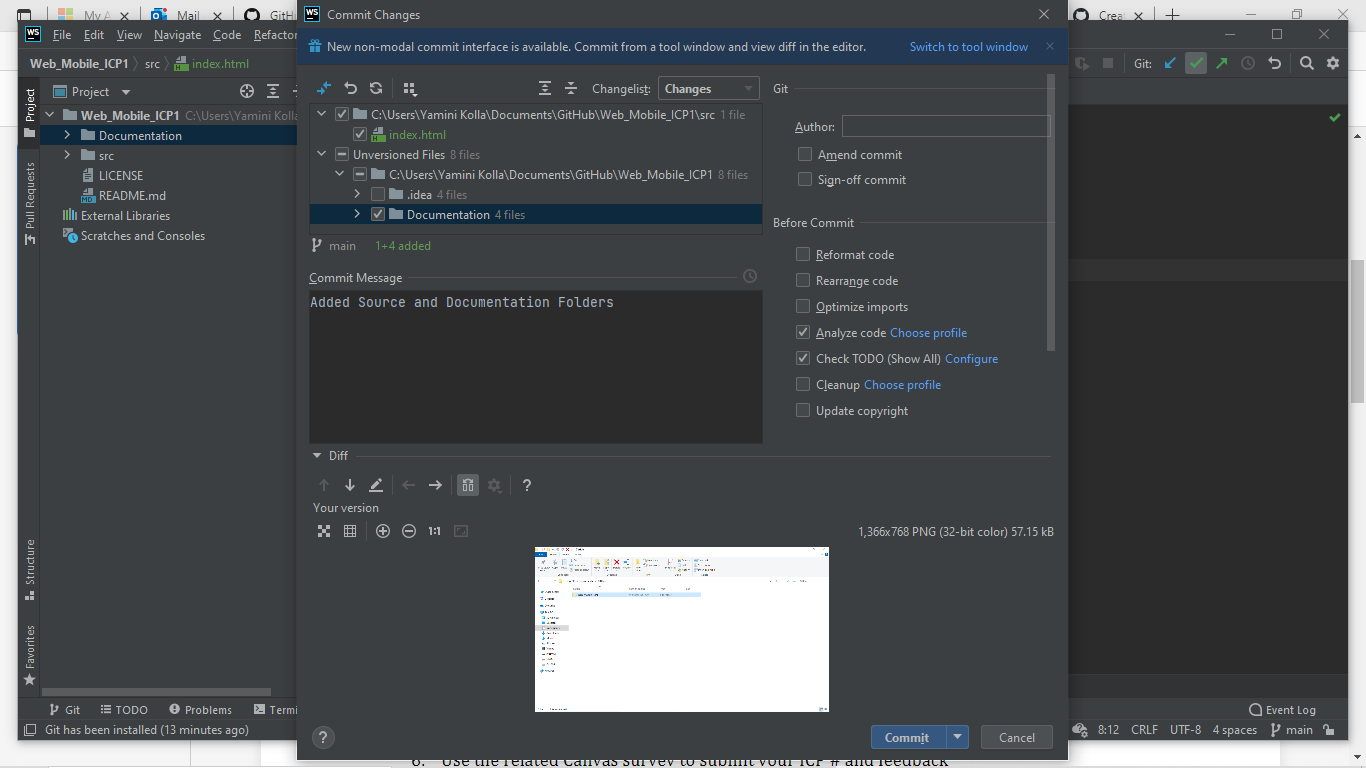 My A
Mail
GitH
Crea
WS
Commit Changes
New non-modal commit interface is available. Commit from a tool window and view diff in the editor.
Switch to tool window
WS
File Edit View Navigate Code Refactor
Web_Mobile_ICP1 src index.html
Git:
Project
Web_Mobile_ICP1 C:\Users\Yamini Kolla
Documentation
src
LICENSE
README.md
External Libraries
Scratches and Consoles
Project
Pull Requests
Structure
Favorites
Changelist: Changes
C:\Users\Yamini Kolla\Documents\GitHub\Web_Mobile_ICP1\src 1 file
index.html
Unversioned Files 8 files
C:\Users\Yamini Kolla\Documents\GitHub\Web_Mobile_ICP1 8 files
.idea 4 files
Documentation 4 files
main 1+4 added
Commit Message
Added Source and Documentation Folders
Git
Author:
Amend commit
Sign-off commit
Before Commit
Reformat code
Rearrange code
Optimize imports
Analyze code Choose profile
Check TODO (Show All) Configure
Cleanup Choose profile
Update copyright
Diff
?
Your version
1:1
1,366x768 PNG (32-bit color) 57.15 kB
? Commit Cancel
Git TODO Problems Termi
Event Log
Git has been installed (13 minutes ago)
8:12 CRLF UTF-8 4 spaces main
6. Use the related Canvas survey to submit your ICP # and feedback